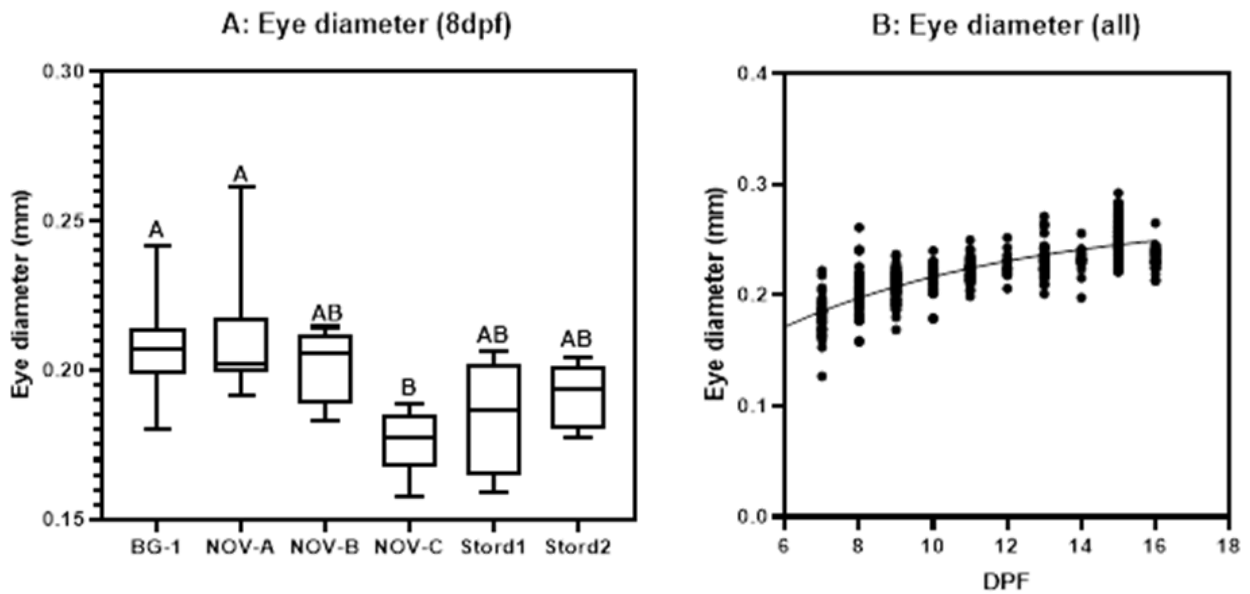 A: Eye diameter (8dpf)
Eye diameter (mm)
0.30
0.25
0.20
0.15
A
A
AB
B
AB
AB
BG-1 NOV-A NOV-B NOV-C Stord1 Stord2
B: Eye diameter (all)
Eye diameter (mm)
0.4
0.3
0.2
0.1
0.0
6 8 10 12 14 16 18
DPF